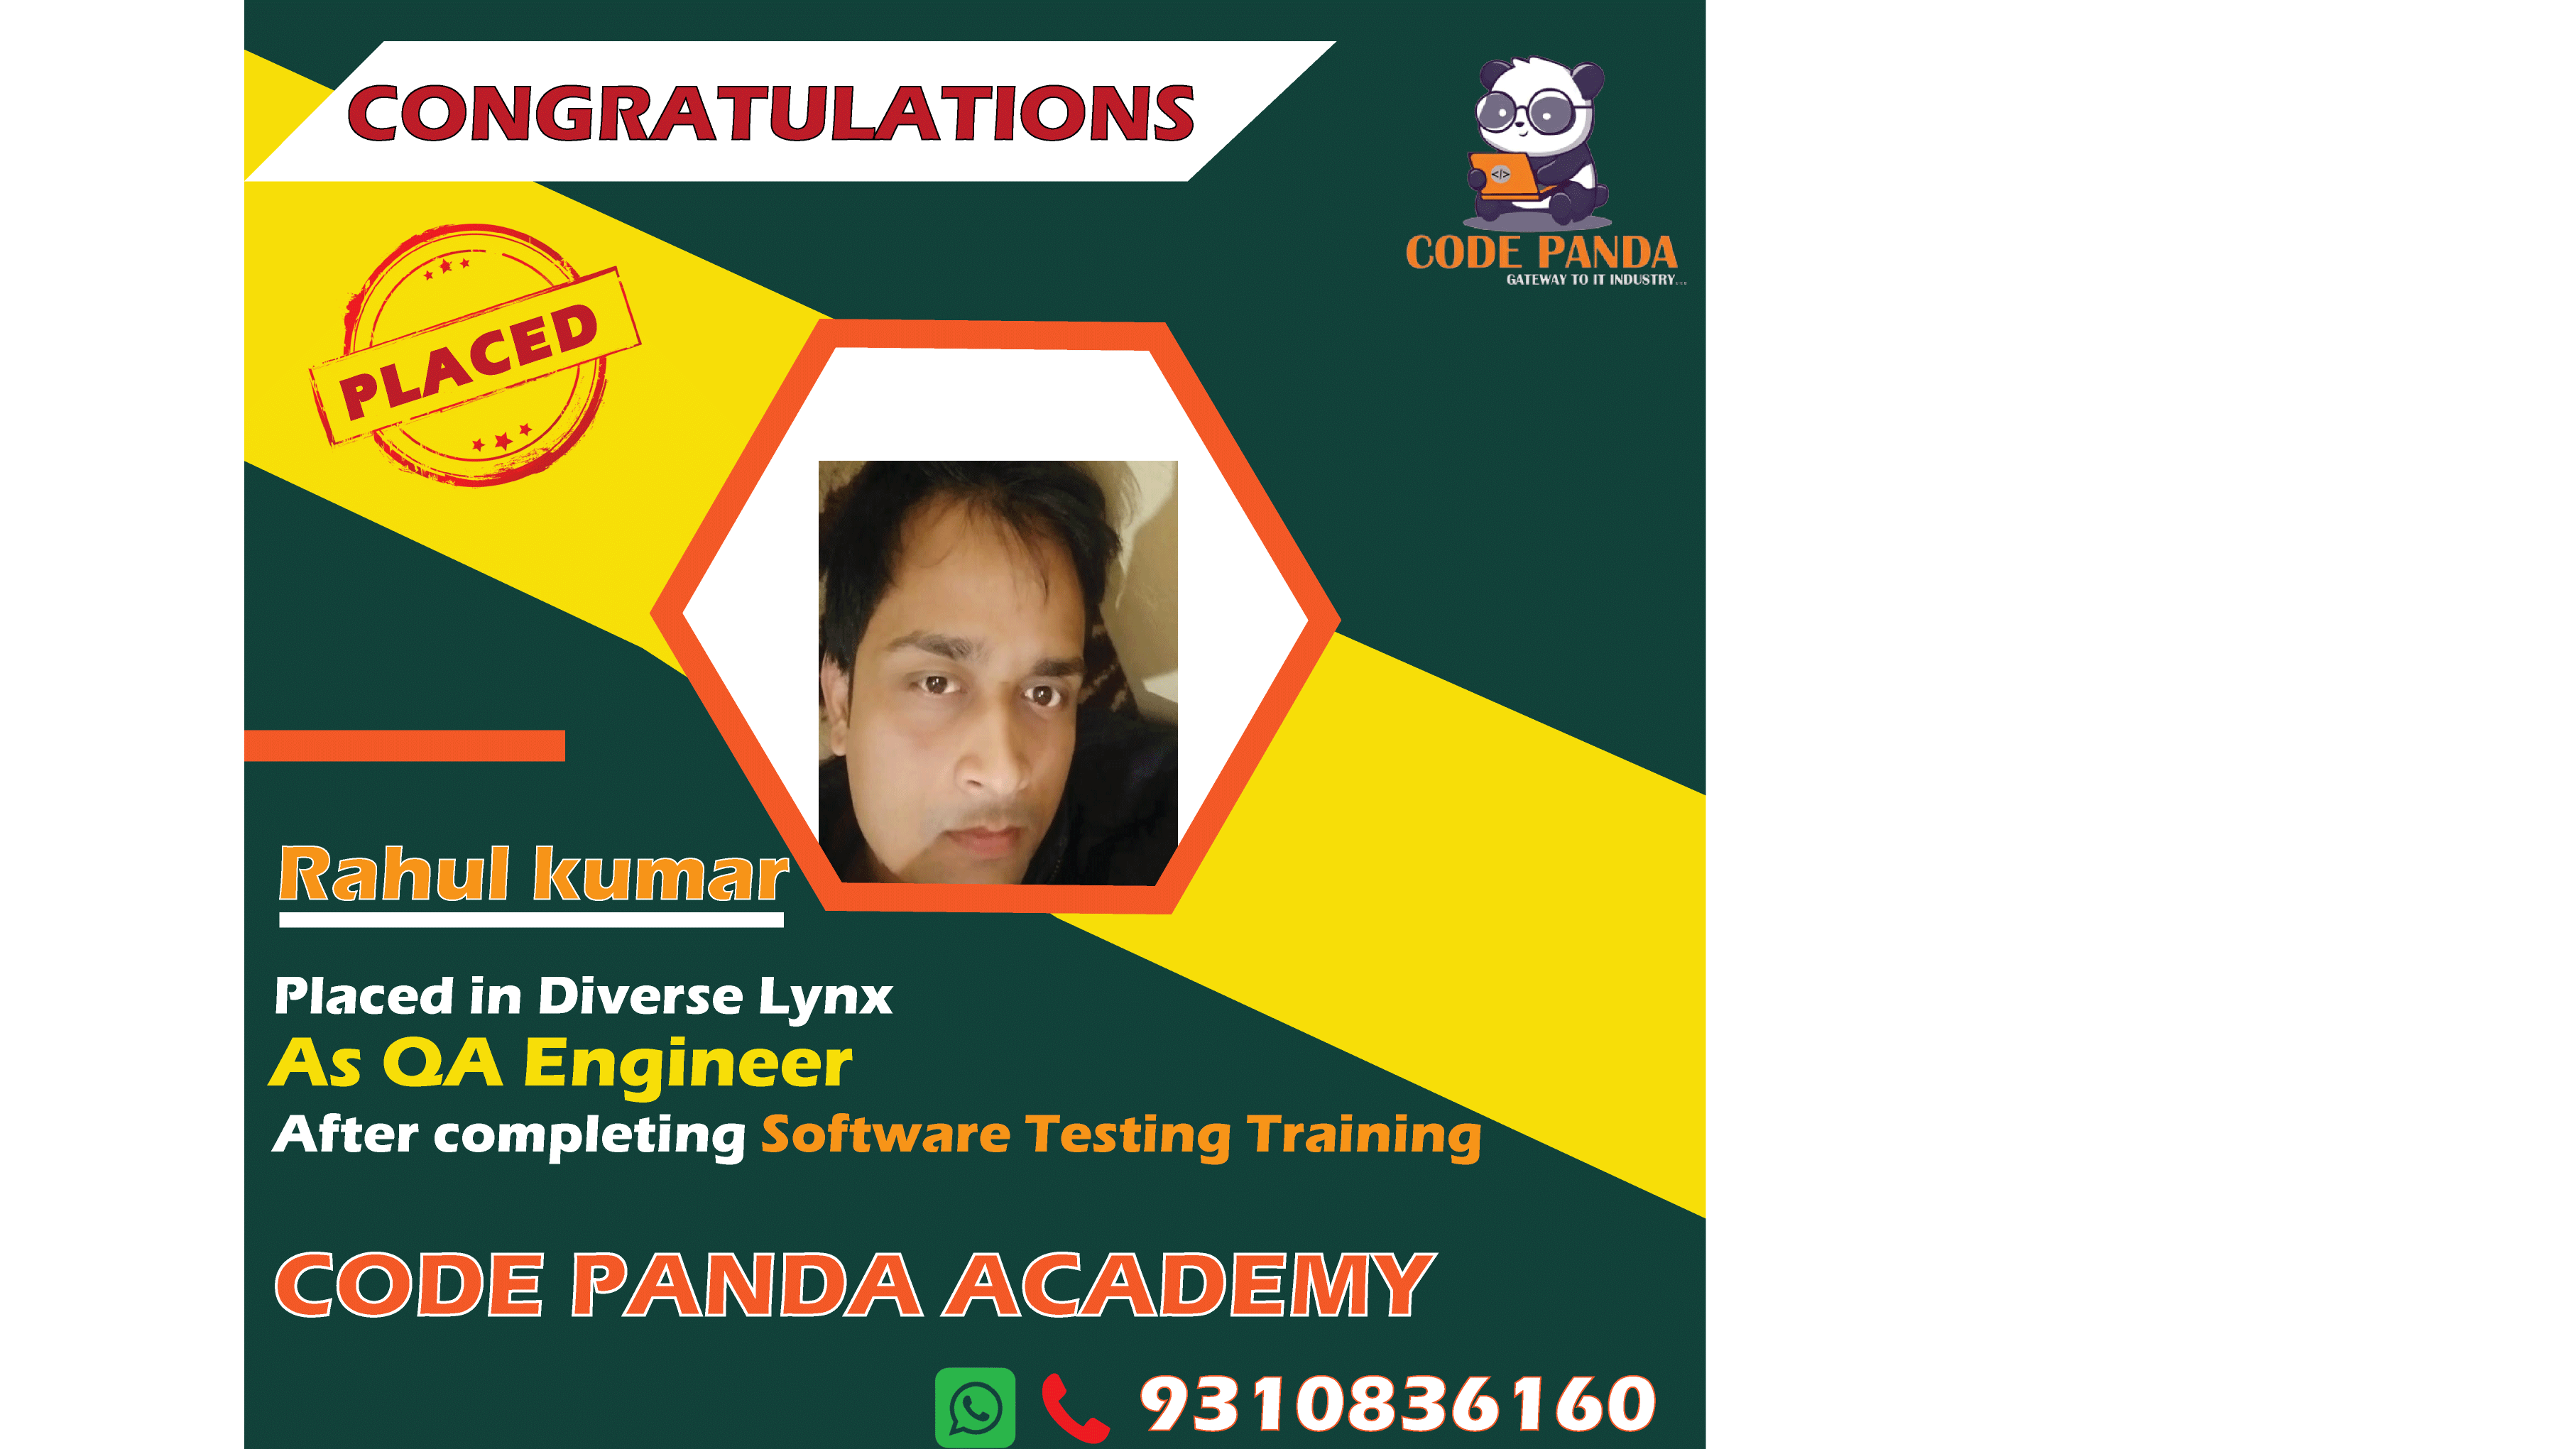 CONGRATULATIONS
</>
CODE PANDA
GATEWAY TO IT INDUSTRY...
PLACED
Rahul kumar
Placed in Diverse Lynx
As QA Engineer
After completing Software Testing Training
CODE PANDA ACADEMY
9310836160